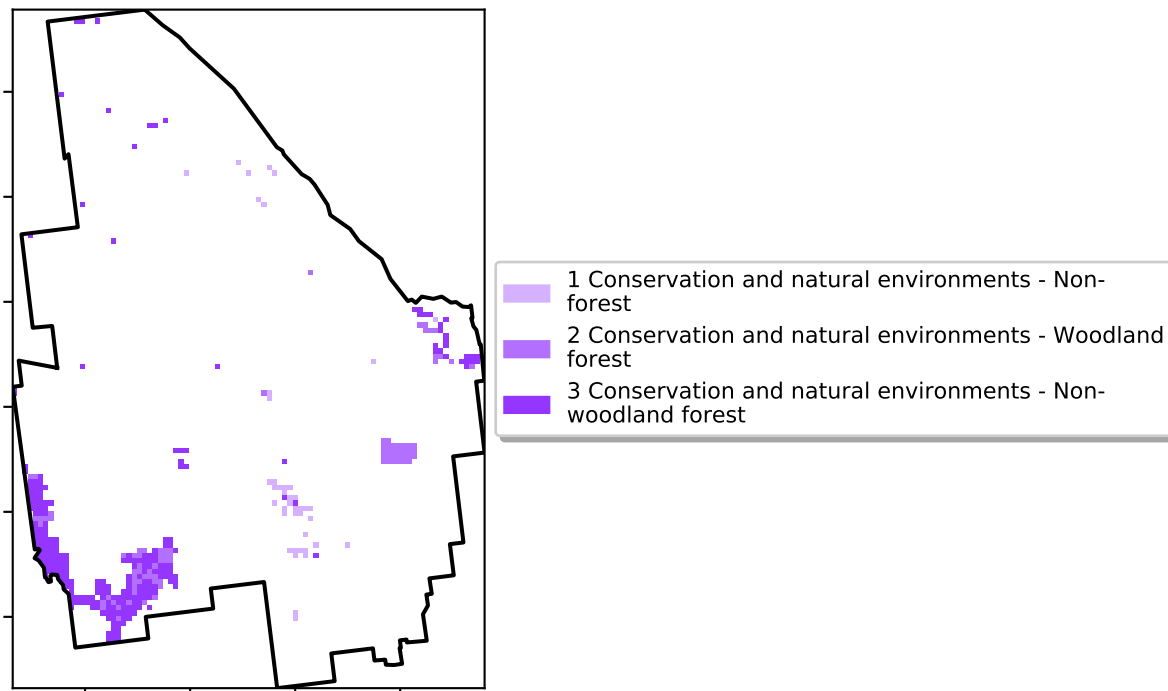 1 Conservation and natural environments - Non-
forest
2 Conservation and natural environments - Woodland
forest
3 Conservation and natural environments - Non-
woodland forest